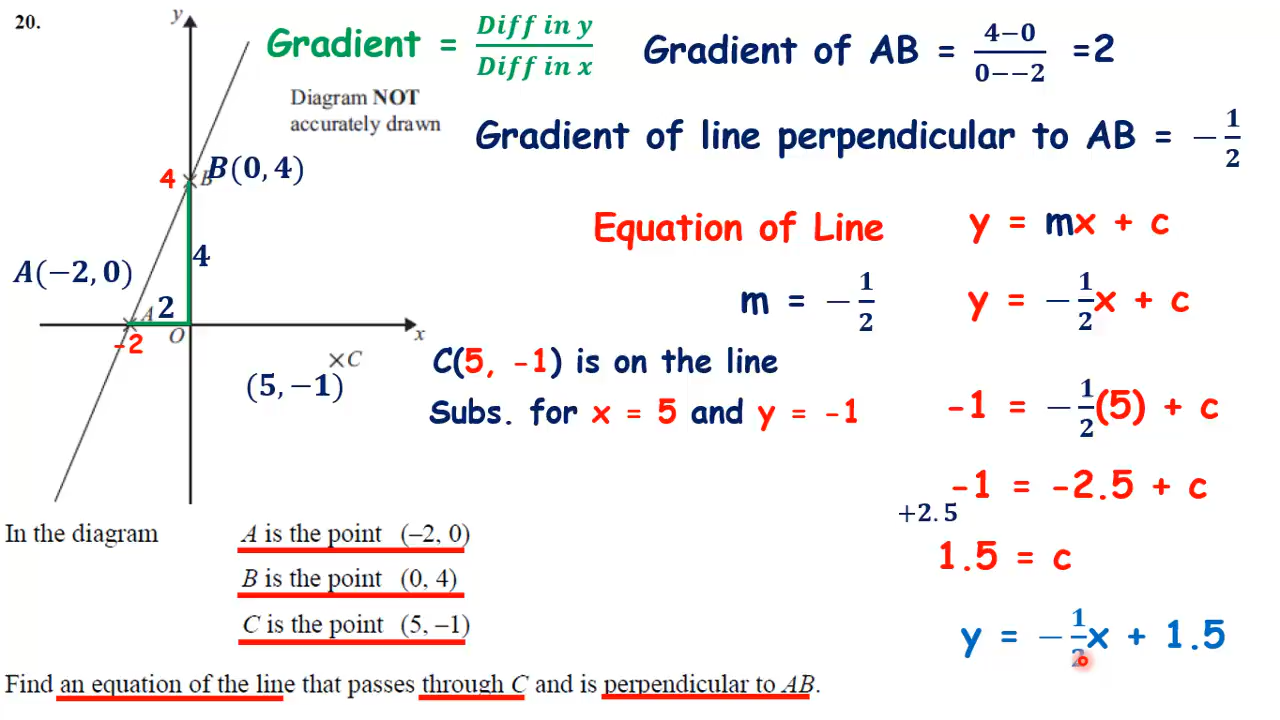 20.
y
Gradient = Diff in y / Diff in x
Gradient of AB = 4−0 / 0−−2 =2
Diagram NOT
accurately drawn
Gradient of line perpendicular to AB = −1/2
4 B B(0, 4)
Equation of Line y = mx + c
A(−2, 0) 4
m = −1/2 y = −1/2x + c
A 2
-2 O x
×C
(5, −1)
C(5, -1) is on the line
Subs. for x = 5 and y = -1
-1 = −1/2(5) + c
-1 = -2.5 + c
+2.5
1.5 = c
y = −1/2x + 1.5
In the diagram A is the point (–2, 0)
B is the point (0, 4)
C is the point (5, –1)
Find an equation of the line that passes through C and is perpendicular to AB.